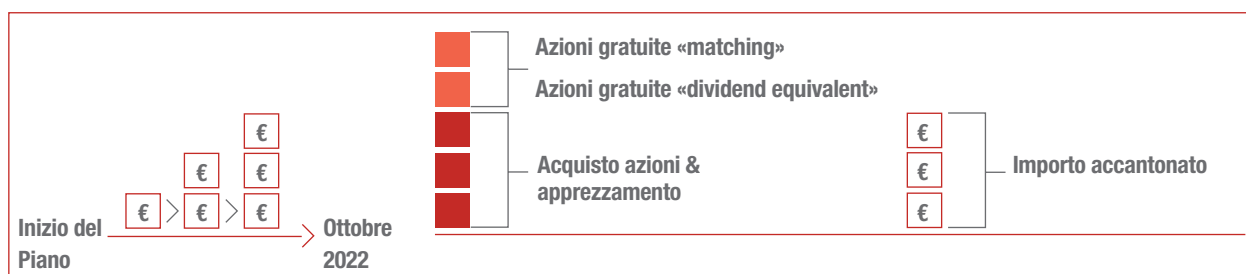 Azioni gratuite «matching»
Azioni gratuite «dividend equivalent»
€
€ €
€ > € > €
Inizio del
Piano
Ottobre
2022
Acquisto azioni &
apprezzamento
€
€
€
Importo accantonato